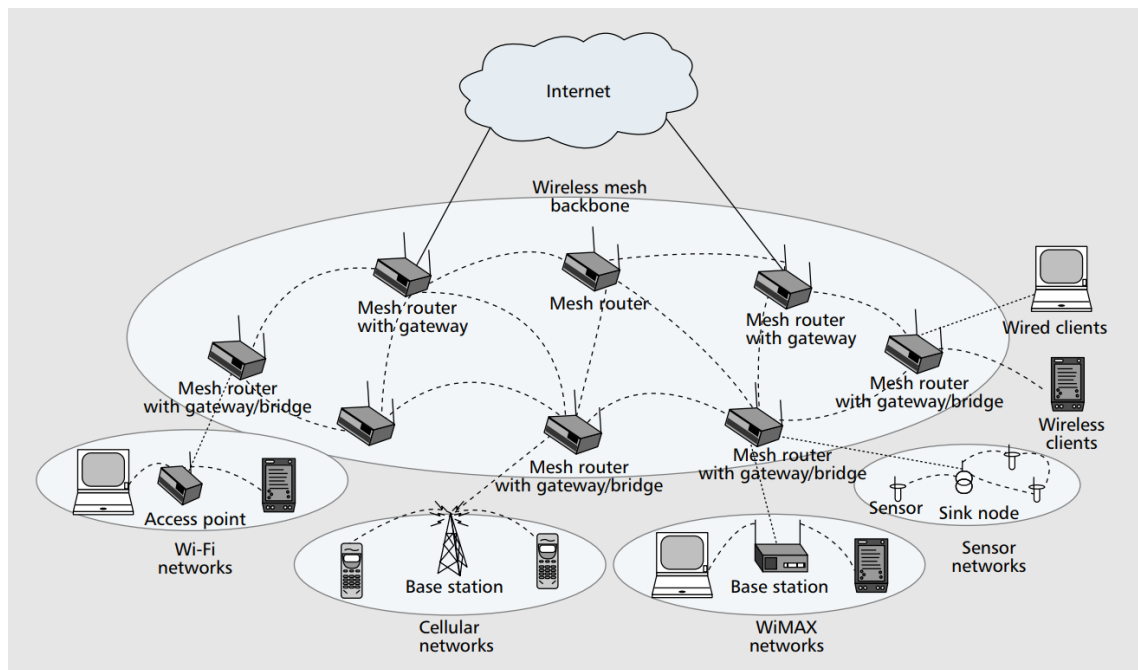 Internet
Wireless mesh
backbone
Mesh router
with gateway
Mesh router
Mesh router
with gateway
Wired clients
Mesh router
with gateway/bridge
Mesh router
with gateway/bridge
Wireless
clients
Mesh router
with gateway/bridge
Mesh router
with gateway/bridge
Access point
Wi-Fi
networks
Sensor
Sink node
Sensor
networks
Base station
Cellular
networks
Base station
WiMAX
networks